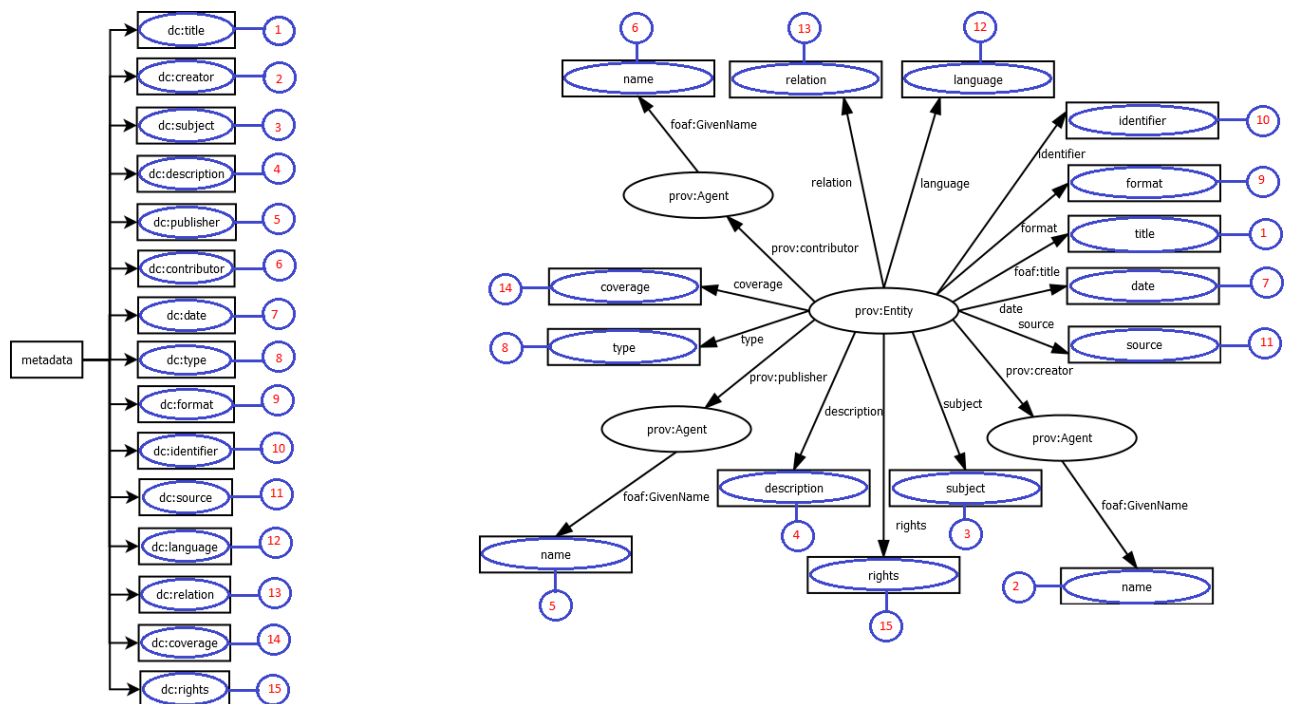 dc:title
1
dc:creator
2
dc:subject
3
dc:description
4
dc:publisher
5
dc:contributor
6
dc:date
7
metadata
dc:type
8
dc:format
9
dc:identifier
10
dc:source
11
dc:language
12
dc:relation
13
dc:coverage
14
dc:rights
15
6
13
12
name
relation
language
identifier
10
foaf:GivenName
identifier
relation
language
format
9
prov:Agent
format
title
1
prov:contributor
foaf:title
14
coverage
coverage
date
7
prov:Entity
date
source
8
type
type
source
11
prov:publisher
prov:creator
description
subject
prov:Agent
prov:Agent
description
subject
foaf:GivenName
foaf:GivenName
rights
4
3
name
rights
2
name
5
15